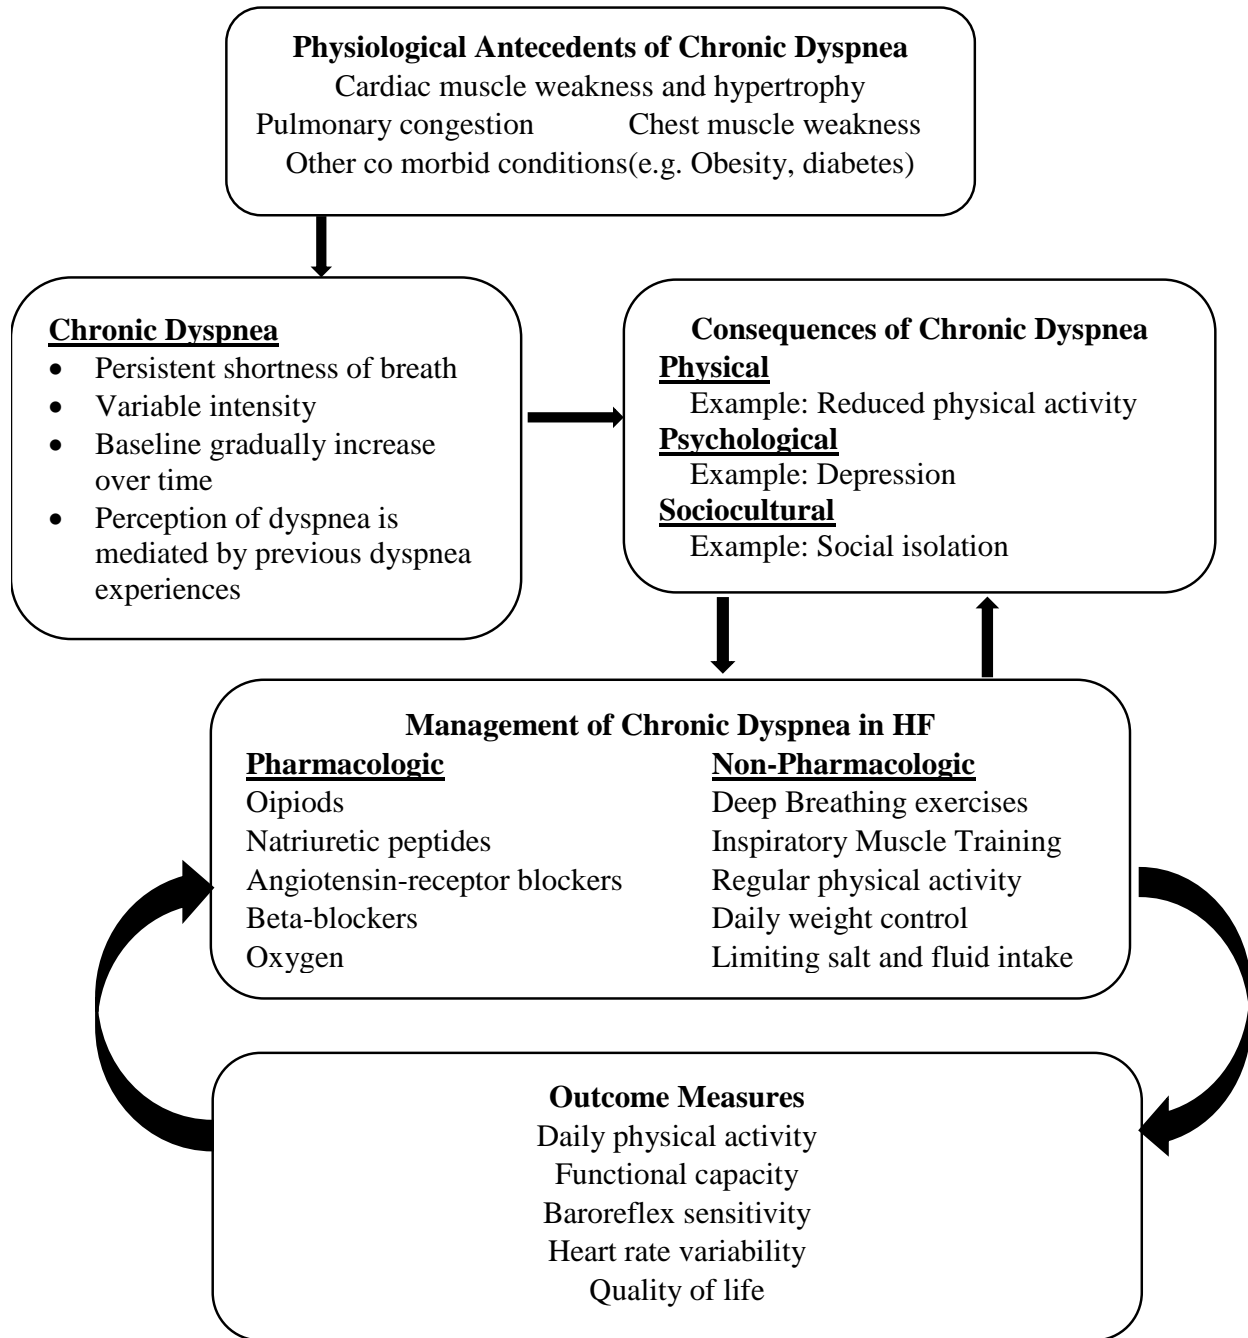 Physiological Antecedents of Chronic Dyspnea
Cardiac muscle weakness and hypertrophy
Pulmonary congestion Chest muscle weakness
Other co morbid conditions(e.g. Obesity, diabetes)
Chronic Dyspnea
• Persistent shortness of breath
• Variable intensity
• Baseline gradually increase
over time
• Perception of dyspnea is
mediated by previous dyspnea
experiences
Consequences of Chronic Dyspnea
Physical
Example: Reduced physical activity
Psychological
Example: Depression
Sociocultural
Example: Social isolation
Management of Chronic Dyspnea in HF
Pharmacologic
Oipiods
Natriuretic peptides
Angiotensin-receptor blockers
Beta-blockers
Oxygen
Non-Pharmacologic
Deep Breathing exercises
Inspiratory Muscle Training
Regular physical activity
Daily weight control
Limiting salt and fluid intake
Outcome Measures
Daily physical activity
Functional capacity
Baroreflex sensitivity
Heart rate variability
Quality of life